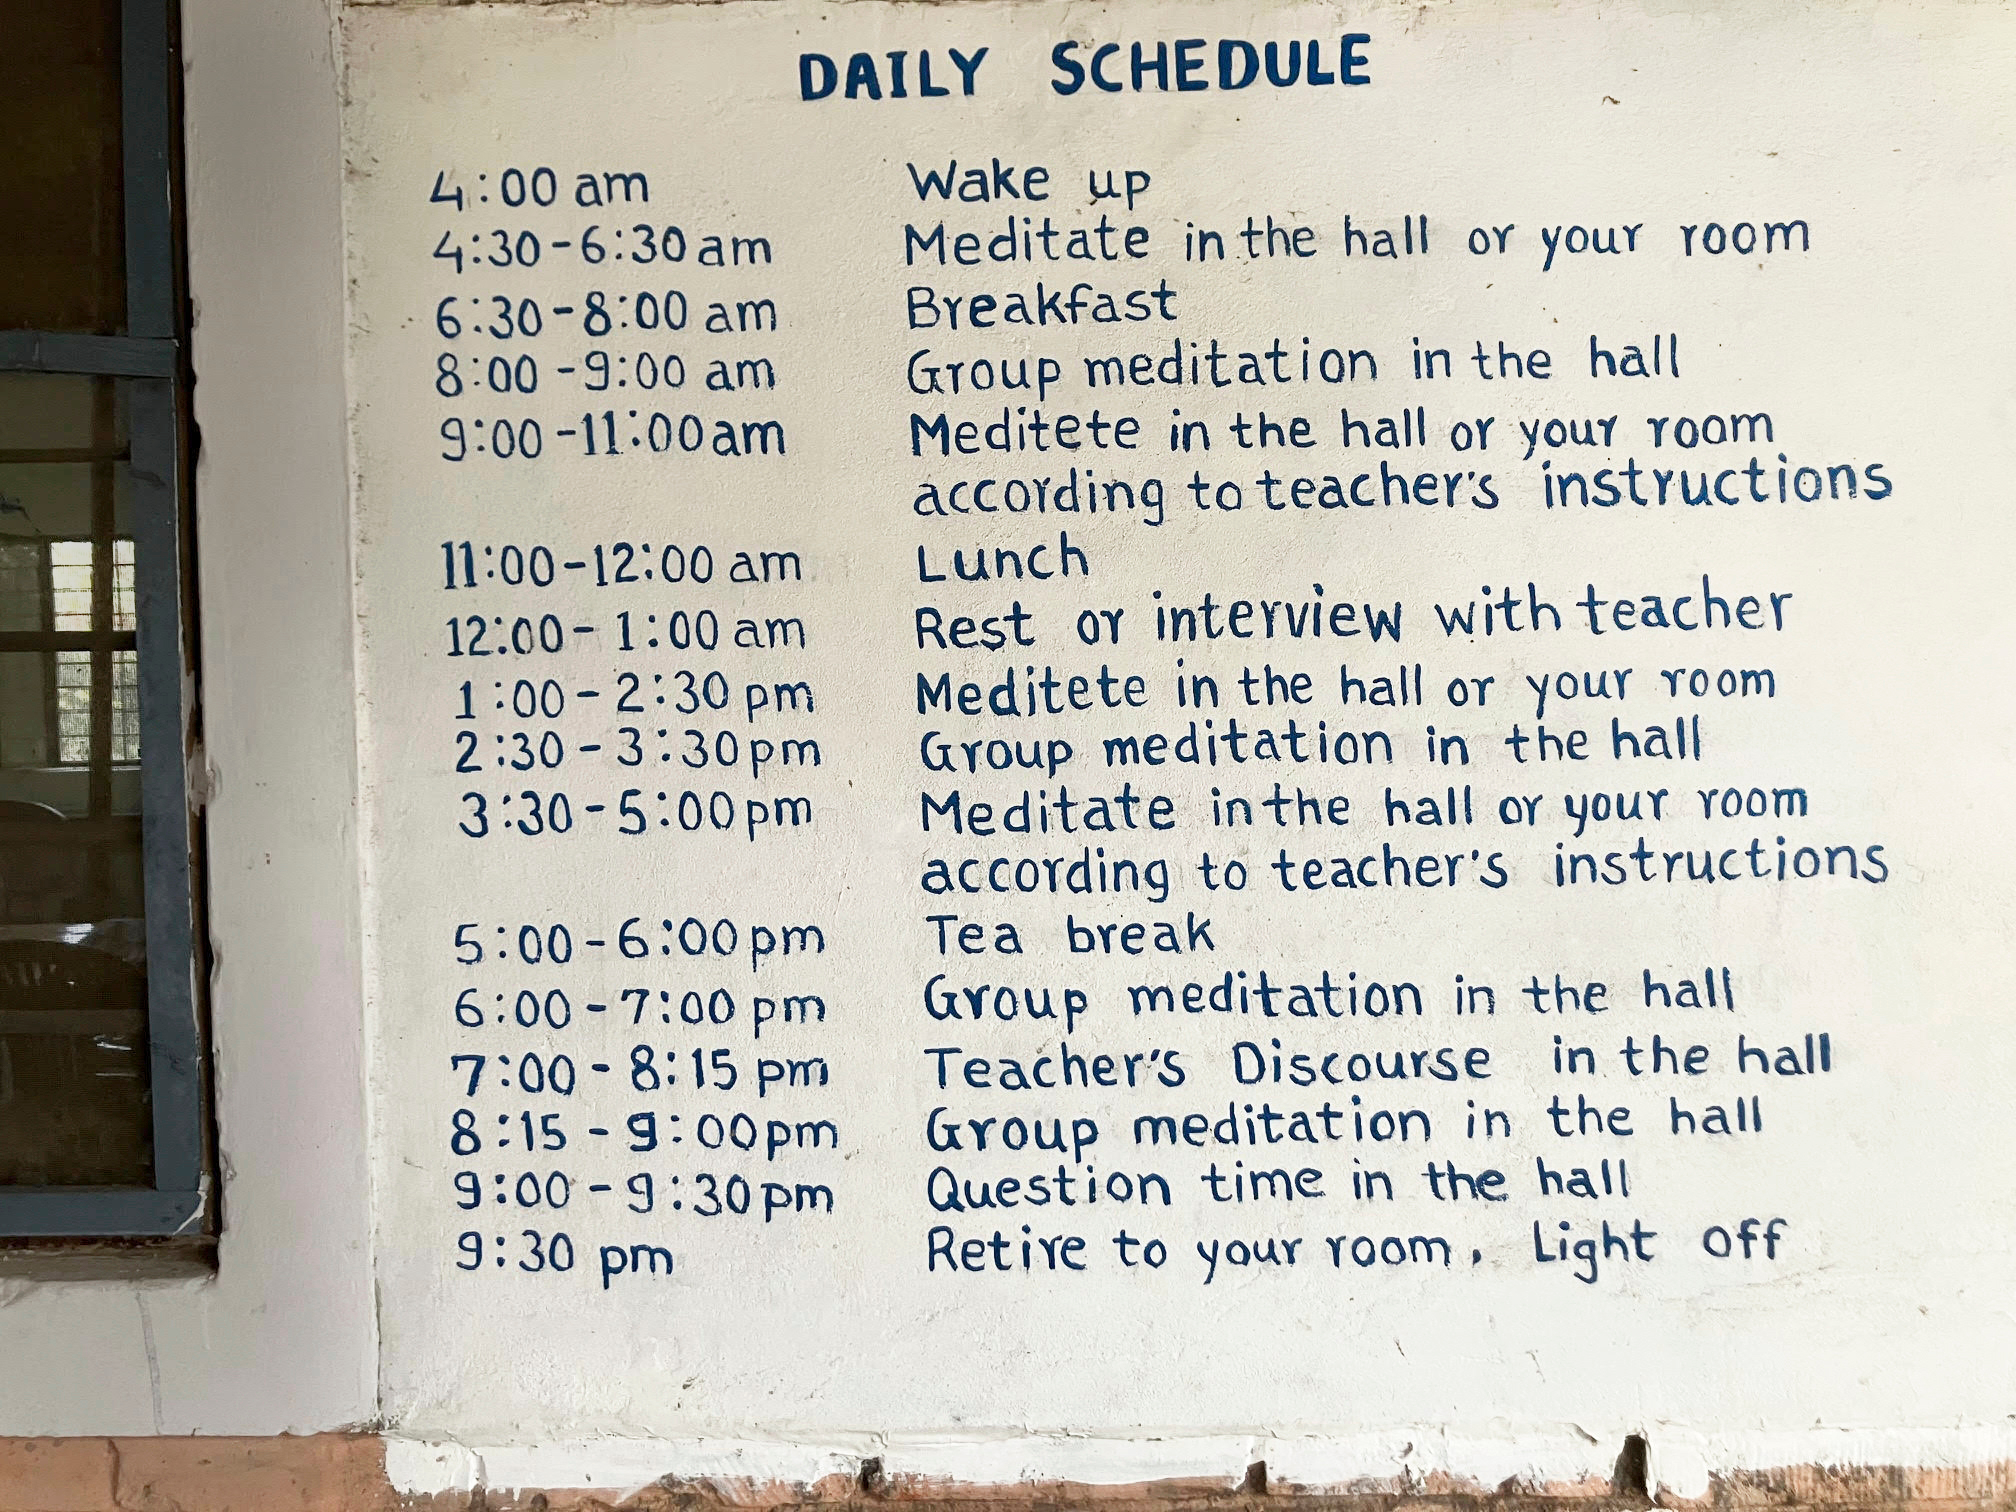 DAILY SCHEDULE
4:00 am Wake up
4:30-6:30 am Meditate in the hall or your room
6:30-8:00 am Breakfast
8:00-9:00 am Group meditation in the hall
9:00-11:00 am Meditete in the hall or your room
according to teacher's instructions
11:00-12:00 am Lunch
12:00-1:00 am Rest or interview with teacher
1:00-2:30 pm Meditete in the hall or your room
2:30-3:30 pm Group meditation in the hall
3:30-5:00 pm Meditate in the hall or your room
according to teacher's instructions
5:00-6:00 pm Tea break
6:00-7:00 pm Group meditation in the hall
7:00-8:15 pm Teacher's Discourse in the hall
8:15-9:00 pm Group meditation in the hall
9:00-9:30 pm Question time in the hall
9:30 pm Retire to your room, Light off